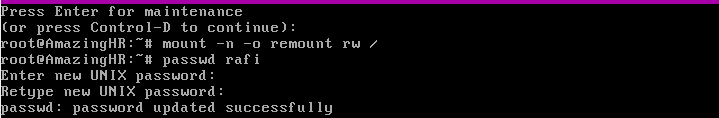 Press Enter for maintenance
(or press Control-D to continue):
root@AmazingHR:~# mount -n -o remount rw /
root@AmazingHR:~# passwd rafi
Enter new UNIX password:
Retype new UNIX password:
passwd: password updated successfully